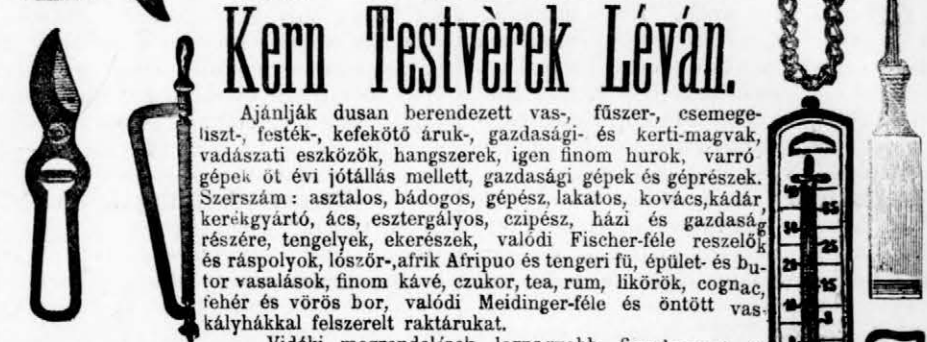 Kern Testvèrek Léván.
Ajánlják dusan berendezett vas-, fűszer-, csemege-
liszt-, festék-, kefekötő áruk-, gazdasági- és kerti-magvak,
vadászati eszközök, hangszerek, igen finom hurok, varró
gépek öt évi jótállás mellett, gazdasági gépek és géprészek.
Szerszám: asztalos, bádogos, gépész, lakatos, kovács, kádár,
kerékgyártó, ács, esztergályos, czipész, házi és gazdaság
részére, tengelyek, ekerészek, valódi Fischer-féle reszelők
és ráspolyok, lószőr-,afrik Afripuo és tengeri fü, épület- és bu-
tor vasalások, finom kávé, czukor, tea, rum, likörök, cognac,
fehér és vörös bor, valódi Meidinger-féle és öntött vas-
kályhákkal felszerelt raktárukat.